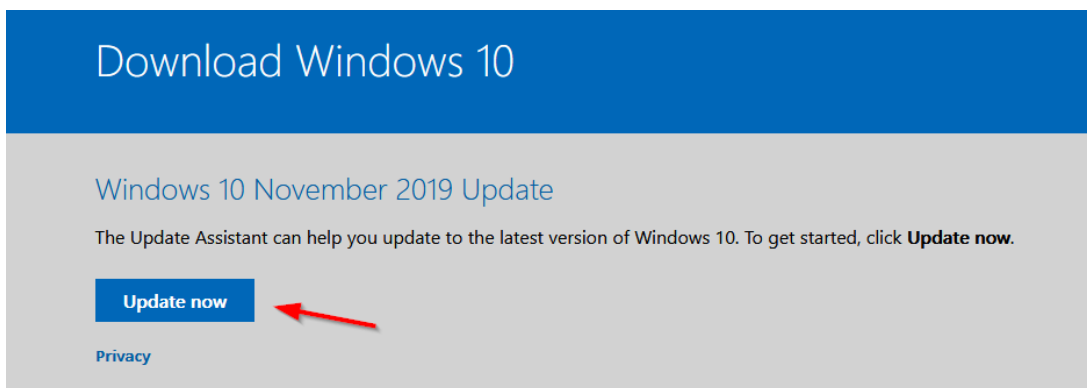 Download Windows 10
Windows 10 November 2019 Update
The Update Assistant can help you update to the latest version of Windows 10. To get started, click Update now.
Update now
Privacy